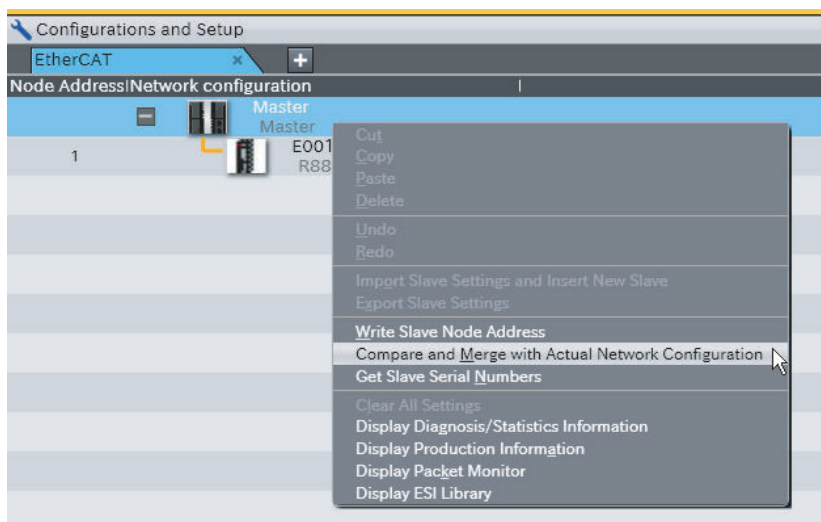 Configurations and Setup
EtherCAT × +
Node Address|Network configuration
Master
Master
1
E001
R88
Cut
Copy
Paste
Delete
Undo
Redo
Import Slave Settings and Insert New Slave
Export Slave Settings
Write Slave Node Address
Compare and Merge with Actual Network Configuration
Get Slave Serial Numbers
Clear All Settings
Display Diagnosis/Statistics Information
Display Production Information
Display Packet Monitor
Display ESI Library